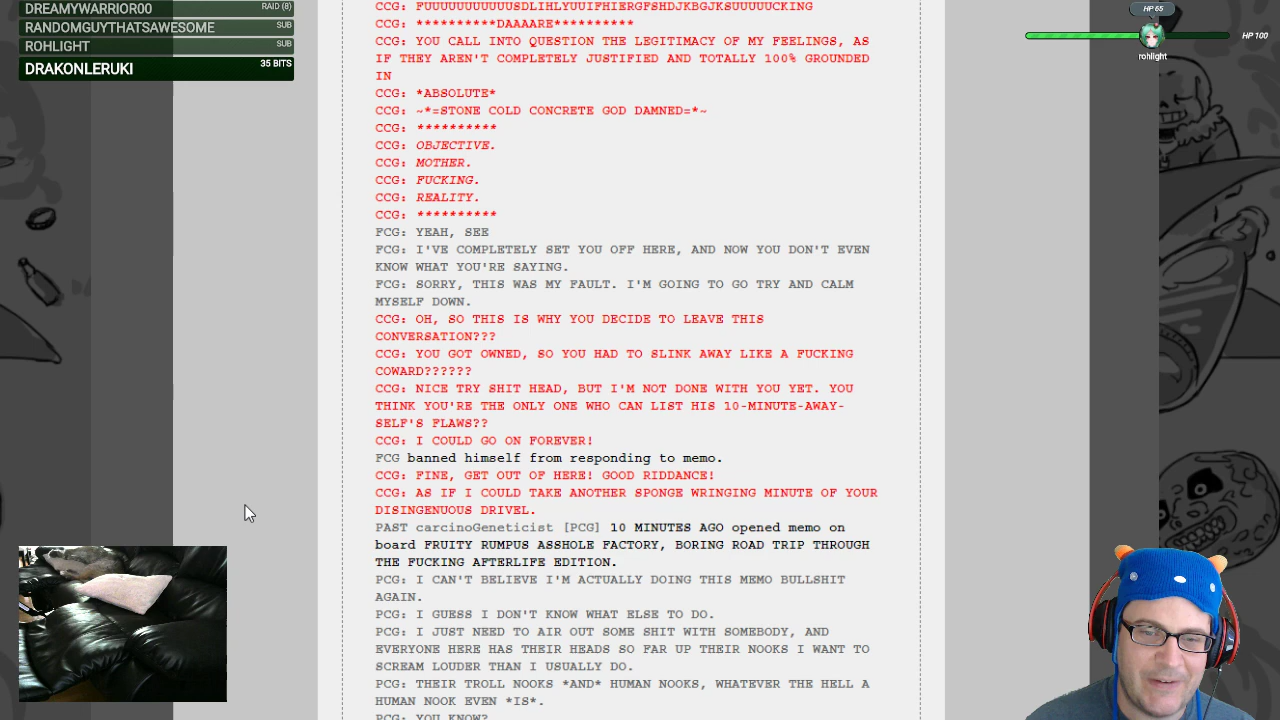 DREAMYWARRIOR00 RAID (8)
RANDOMGUYTHATSAWESOME SUB
ROHLIGHT SUB
DRAKONLERUKI 35 BITS
HP 65
HP 100
rohlight
CCG: FUUUUUUUUUUUSDLIHLYUUIFHIERGFSHDJKBGJKSUUUUUCKING
CCG: **********DAAAARE**********
CCG: YOU CALL INTO QUESTION THE LEGITIMACY OF MY FEELINGS, AS
IF THEY AREN'T COMPLETELY JUSTIFIED AND TOTALLY 100% GROUNDED
IN
CCG: *ABSOLUTE*
CCG: ~*=STONE COLD CONCRETE GOD DAMNED=*~
CCG: **********
CCG: OBJECTIVE.
CCG: MOTHER.
CCG: FUCKING.
CCG: REALITY.
CCG: **********
FCG: YEAH, SEE
FCG: I'VE COMPLETELY SET YOU OFF HERE, AND NOW YOU DON'T EVEN
KNOW WHAT YOU'RE SAYING.
FCG: SORRY, THIS WAS MY FAULT. I'M GOING TO GO TRY AND CALM
MYSELF DOWN.
CCG: OH, SO THIS IS WHY YOU DECIDE TO LEAVE THIS
CONVERSATION???
CCG: YOU GOT OWNED, SO YOU HAD TO SLINK AWAY LIKE A FUCKING
COWARD??????
CCG: NICE TRY SHIT HEAD, BUT I'M NOT DONE WITH YOU YET. YOU
THINK YOU'RE THE ONLY ONE WHO CAN LIST HIS 10-MINUTE-AWAY-
SELF'S FLAWS??
CCG: I COULD GO ON FOREVER!
FCG banned himself from responding to memo.
CCG: FINE, GET OUT OF HERE! GOOD RIDDANCE!
CCG: AS IF I COULD TAKE ANOTHER SPONGE WRINGING MINUTE OF YOUR
DISINGENUOUS DRIVEL.
PAST carcinoGeneticist [PCG] 10 MINUTES AGO opened memo on
board FRUITY RUMPUS ASSHOLE FACTORY, BORING ROAD TRIP THROUGH
THE FUCKING AFTERLIFE EDITION.
PCG: I CAN'T BELIEVE I'M ACTUALLY DOING THIS MEMO BULLSHIT
AGAIN.
PCG: I GUESS I DON'T KNOW WHAT ELSE TO DO.
PCG: I JUST NEED TO AIR OUT SOME SHIT WITH SOMEBODY, AND
EVERYONE HERE HAS THEIR HEADS SO FAR UP THEIR NOOKS I WANT TO
SCREAM LOUDER THAN I USUALLY DO.
PCG: THEIR TROLL NOOKS *AND* HUMAN NOOKS, WHATEVER THE HELL A
HUMAN NOOK EVEN *IS*.
PCG: YOU KNOW?